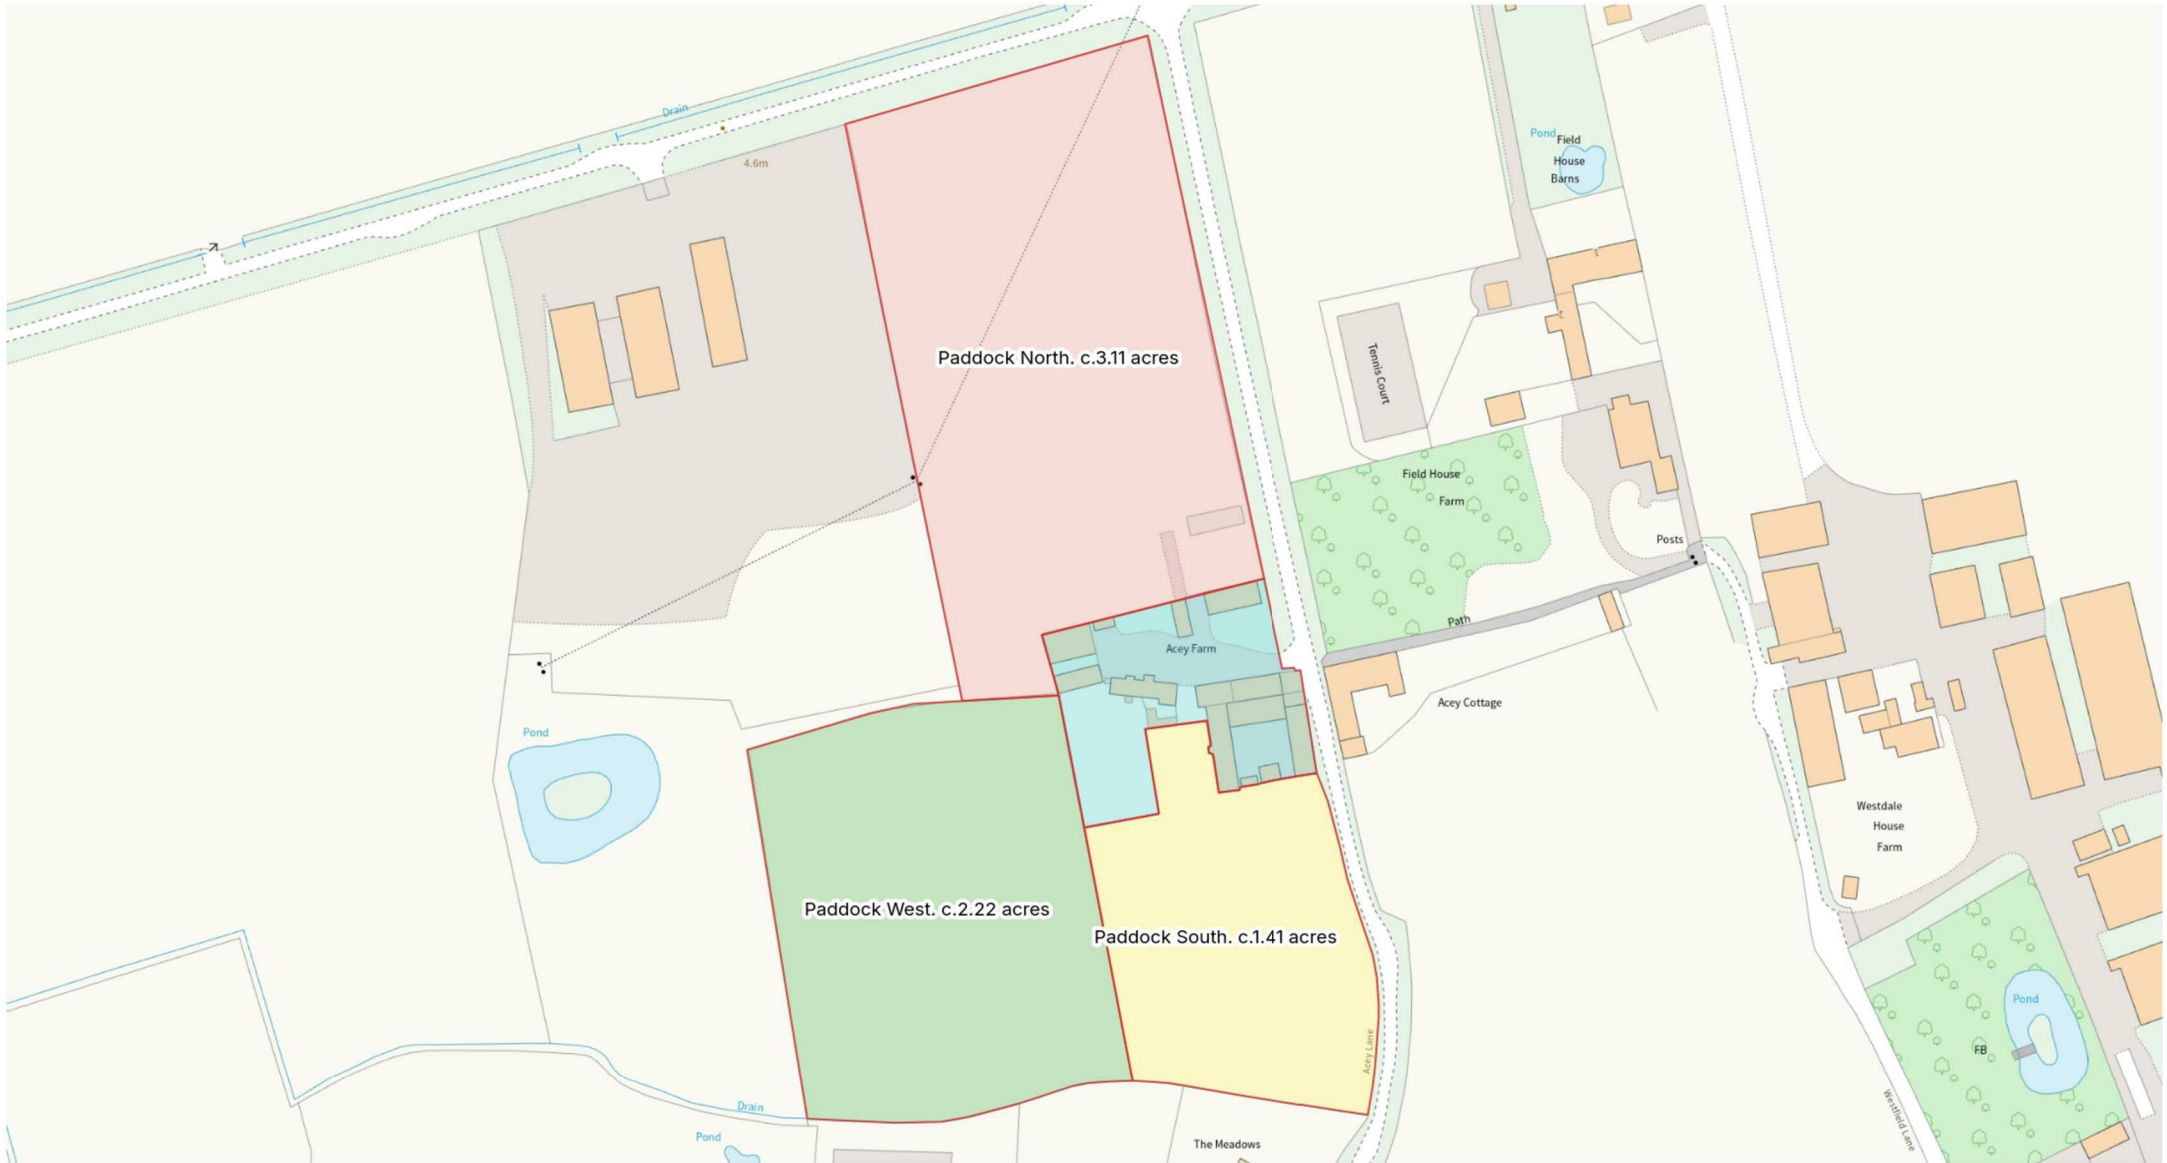 Drain
4.6m
Pond
Field
House
Barns
Paddock North. c.3.11 acres
Tennis Court
Field House
Farm
Posts
Path
Acey Farm
Acey Cottage
Pond
Westdale
House
Farm
Paddock West. c.2.22 acres
Paddock South. c.1.41 acres
Pond
FB
Acey Lane
Drain
Westfield Lane
Pond
The Meadows